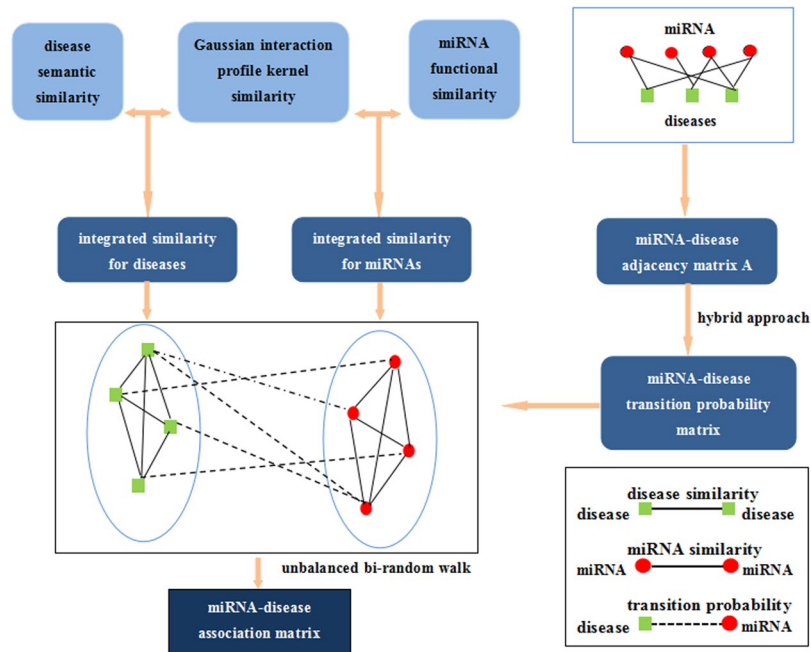 disease
semantic
similarity
Gaussian interaction
profile kernel
similarity
miRNA
functional
similarity
miRNA
diseases
integrated similarity
for diseases
integrated similarity
for miRNAs
miRNA-disease
adjacency matrix A
hybrid approach
miRNA-disease
transition probability
matrix
unbalanced bi-random walk
miRNA-disease
association matrix
disease similarity
disease disease
miRNA similarity
miRNA miRNA
transition probability
disease miRNA